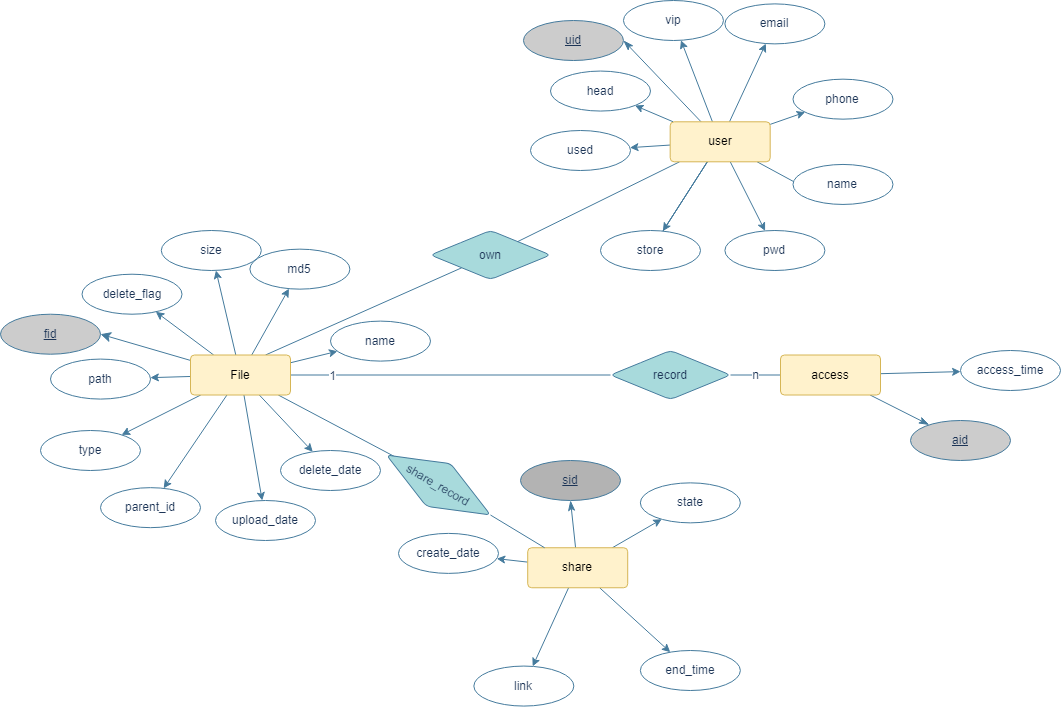 vip
email
uid
head
phone
user
used
name
store
pwd
own
size
md5
delete_flag
fid
name
path
File
1
record
n
access
access_time
type
aid
delete_date
share_record
sid
parent_id
upload_date
state
create_date
share
link
end_time